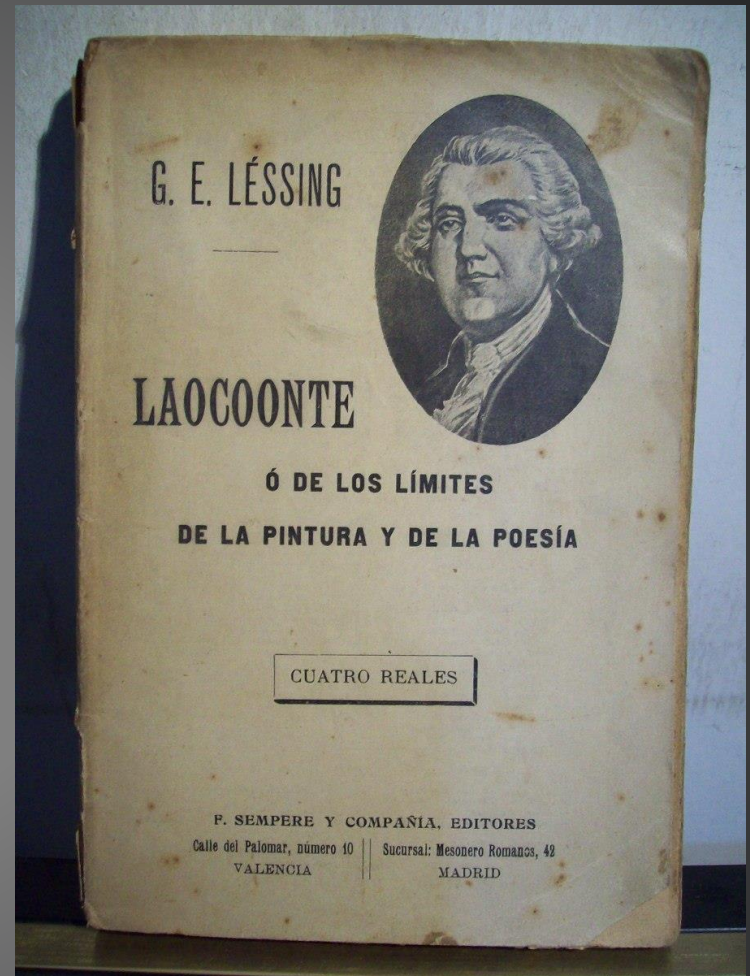 G. E. LÉSSING
LAOCOONTE
Ó DE LOS LÍMITES
DE LA PINTURA Y DE LA POESÍA
CUATRO REALES
F. SEMPERE Y COMPAÑÍA, EDITORES
Calle del Palomar, número 10
VALENCIA
Sucursal: Mesonero Romanos, 42
MADRID